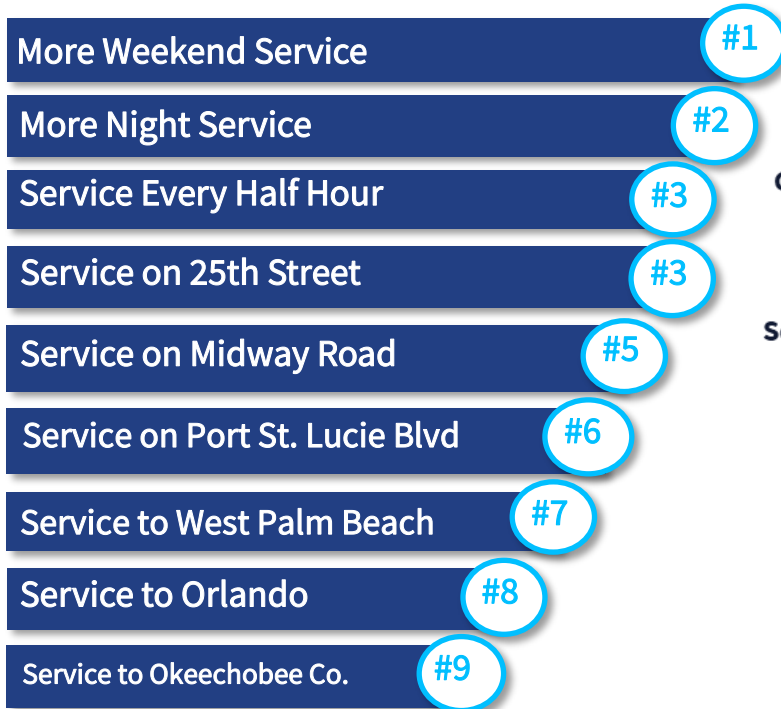 More Weekend Service #1
More Night Service #2
Service Every Half Hour #3
Service on 25th Street #3
Service on Midway Road #5
Service on Port St. Lucie Blvd #6
Service to West Palm Beach #7
Service to Orlando #8
Service to Okeechobee Co. #9